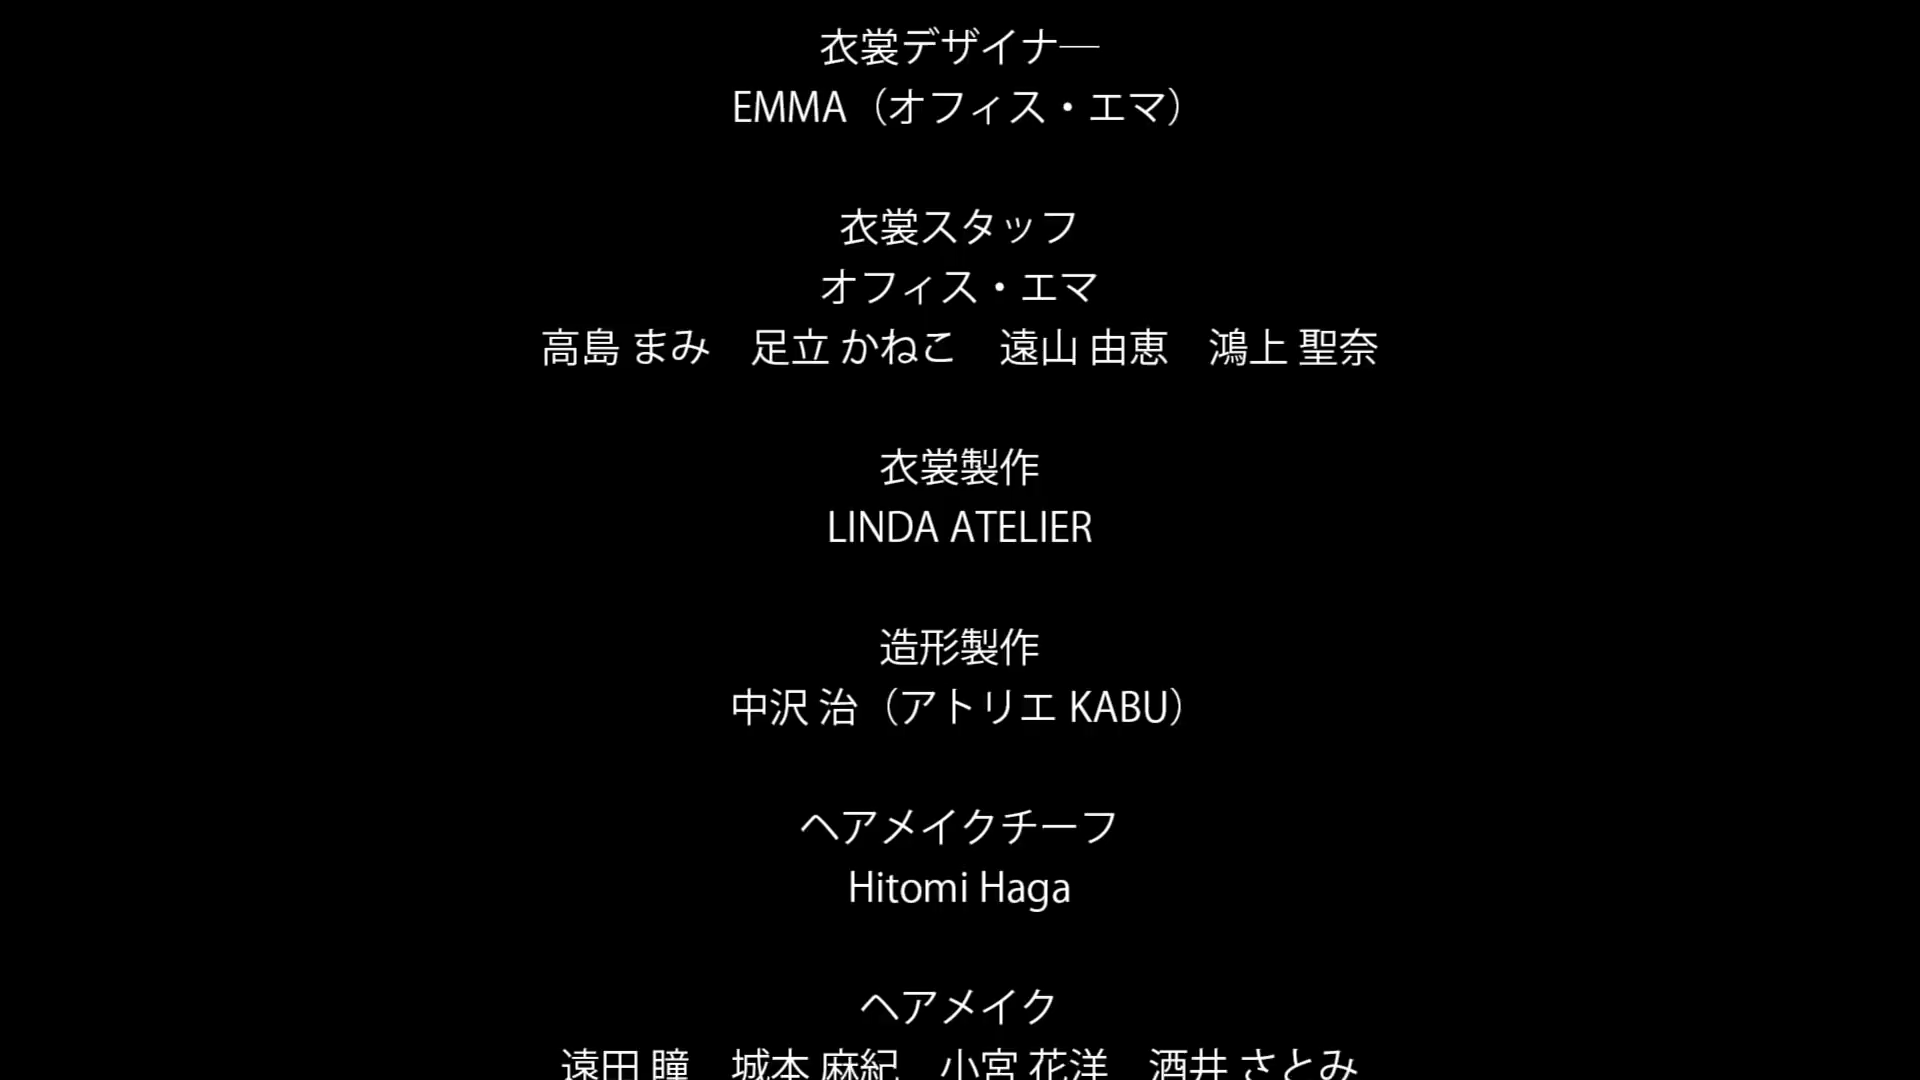 衣裳デザイナ―
EMMA（オフィス・エマ）
衣裳スタッフ
オフィス・エマ
高島 まみ　足立 かねこ　遠山 由恵　鴻上 聖奈
衣裳製作
LINDA ATELIER
造形製作
中沢 治（アトリエ KABU）
ヘアメイクチーフ
Hitomi Haga
ヘアメイク
遠田 瞳　城本 麻紀　小宮 花洋　酒井 さとみ